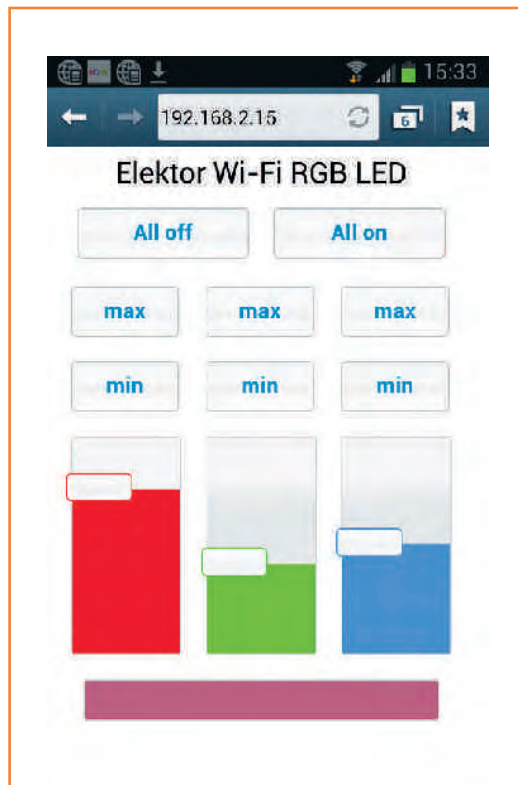 15:33
192.168.2.15
6
Elektor Wi-Fi RGB LED
All off All on
max max max
min min min